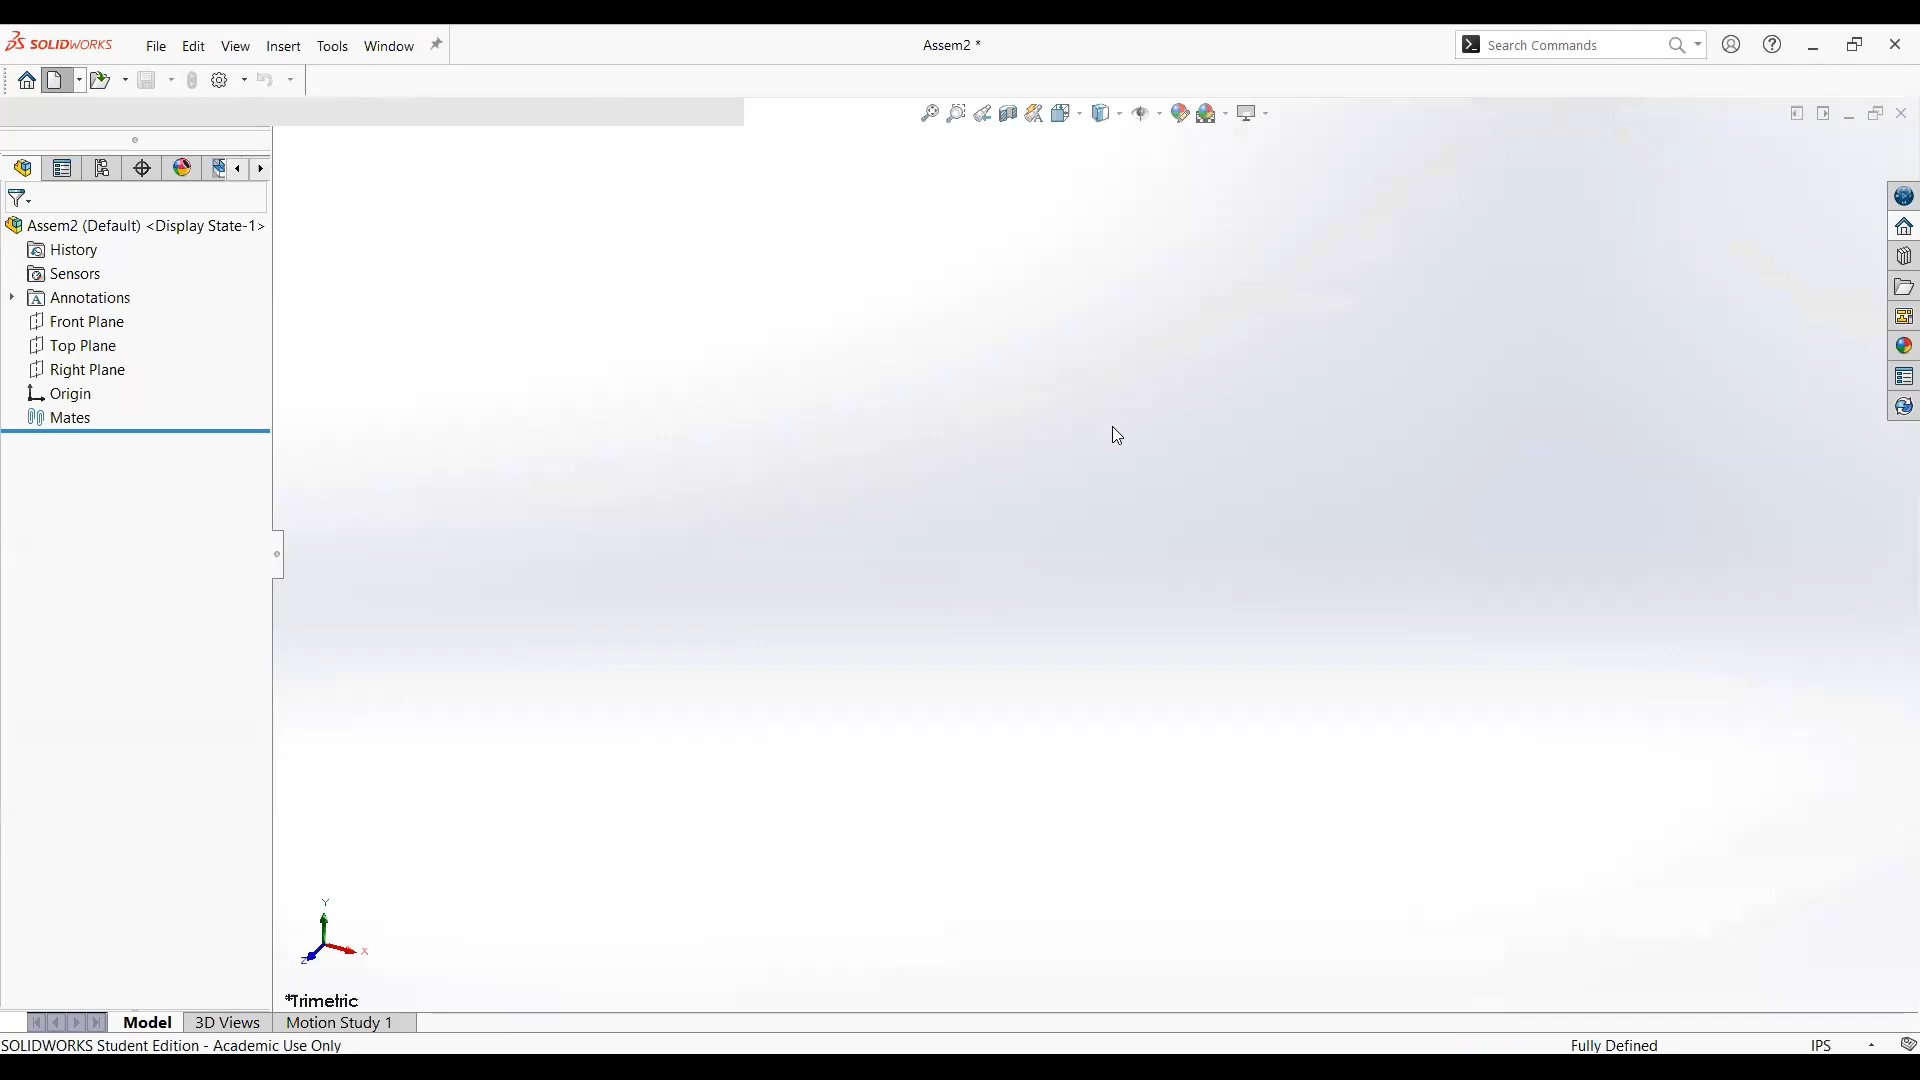 SOLIDWORKS File Edit View Insert Tools Window Assem2 * Search Commands
Assem2 (Default) <Display State-1>
History
Sensors
Annotations
Front Plane
Top Plane
Right Plane
Origin
Mates
Y
X
Z
*Trimetric
Model 3D Views Motion Study 1
SOLIDWORKS Student Edition - Academic Use Only Fully Defined IPS